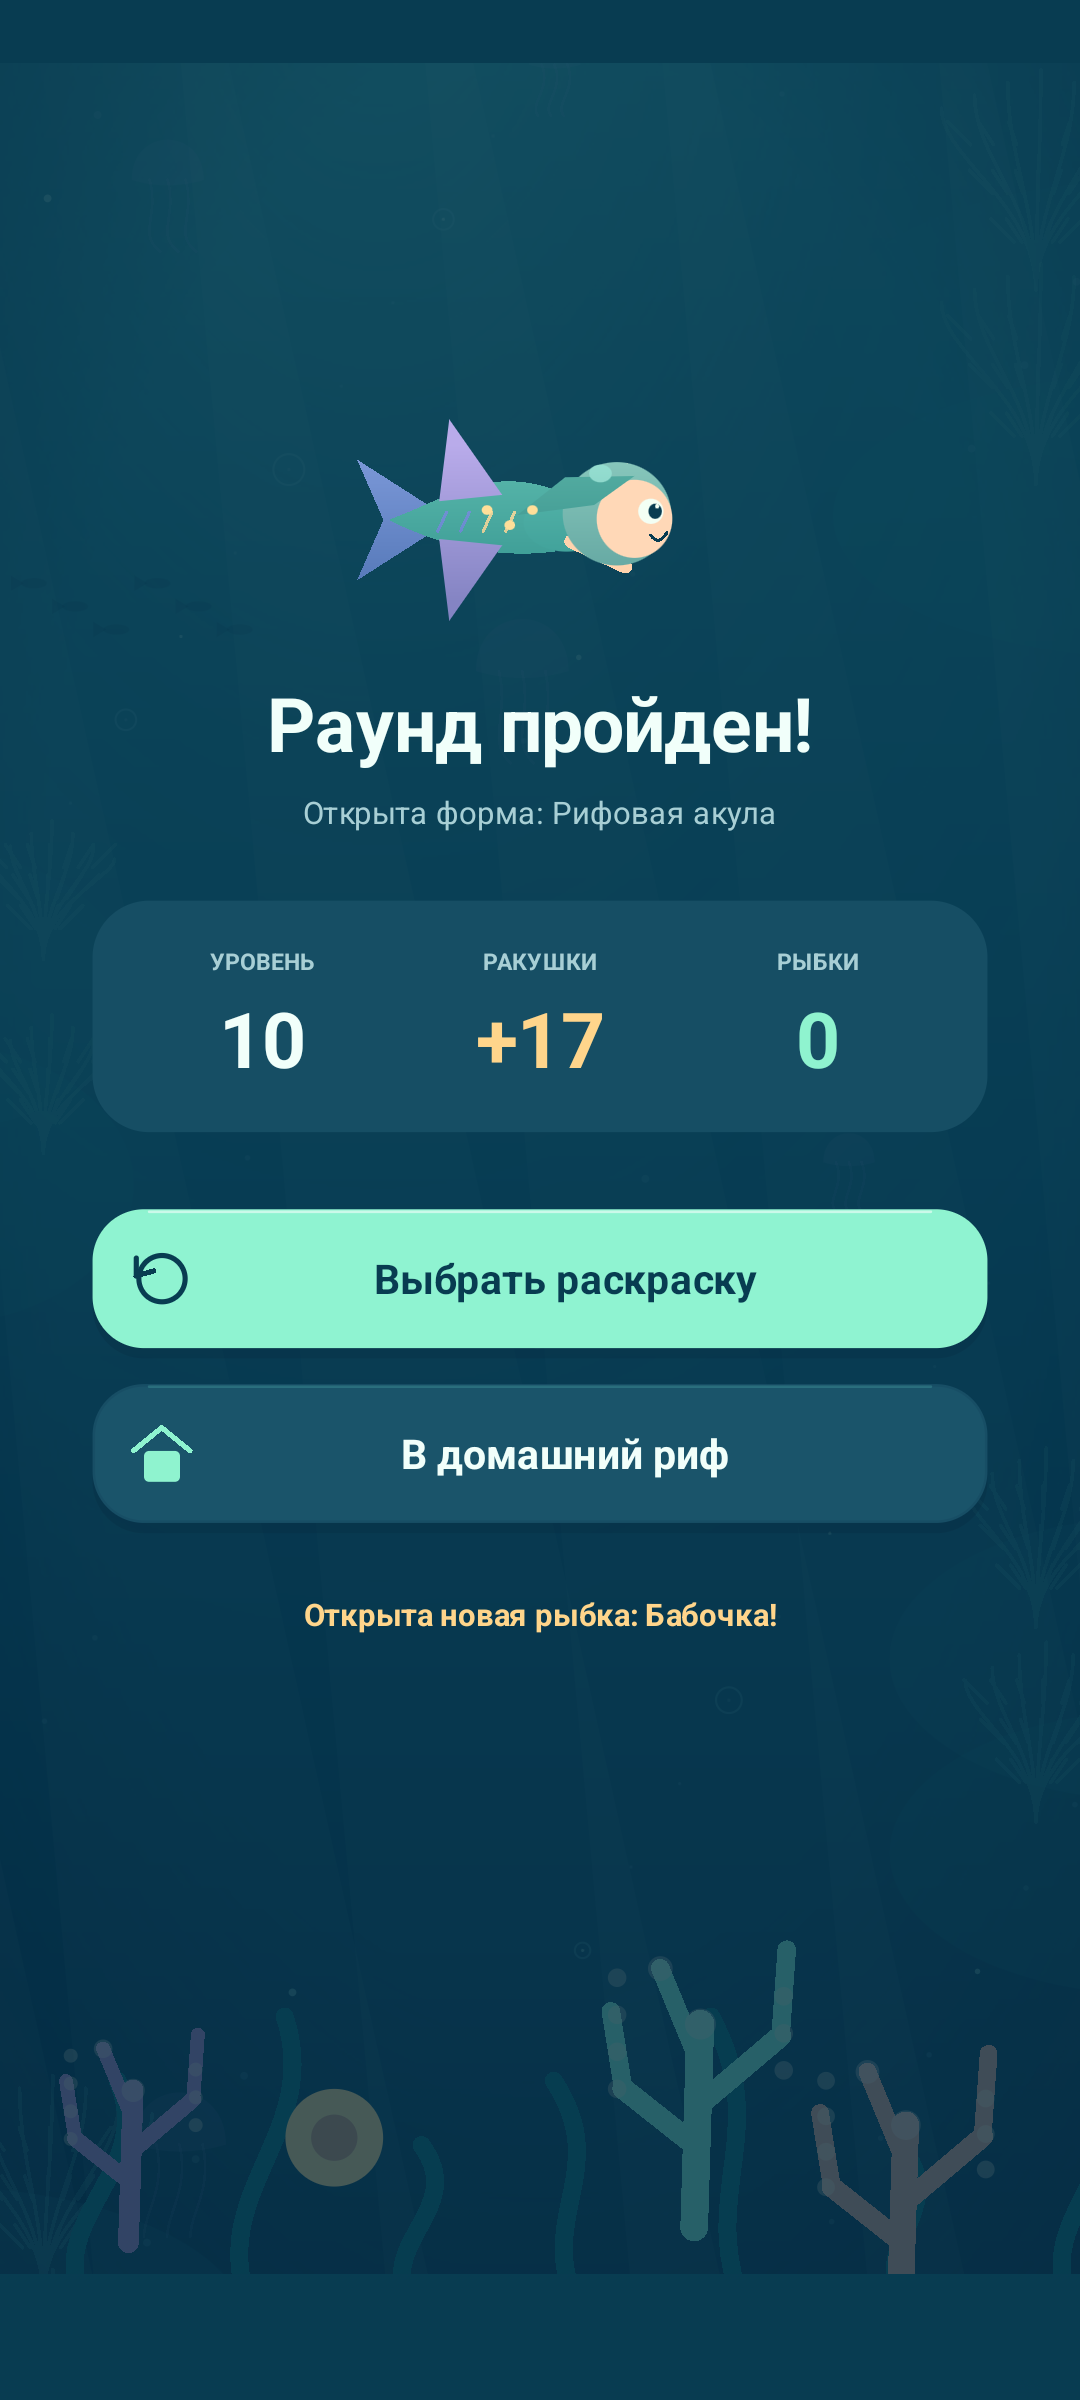 Раунд пройден!
Открыта форма: Рифовая акула
УРОВЕНЬ РАКУШКИ РЫБКИ
10 +17 0
Выбрать раскраску
В домашний риф
Открыта новая рыбка: Бабочка!